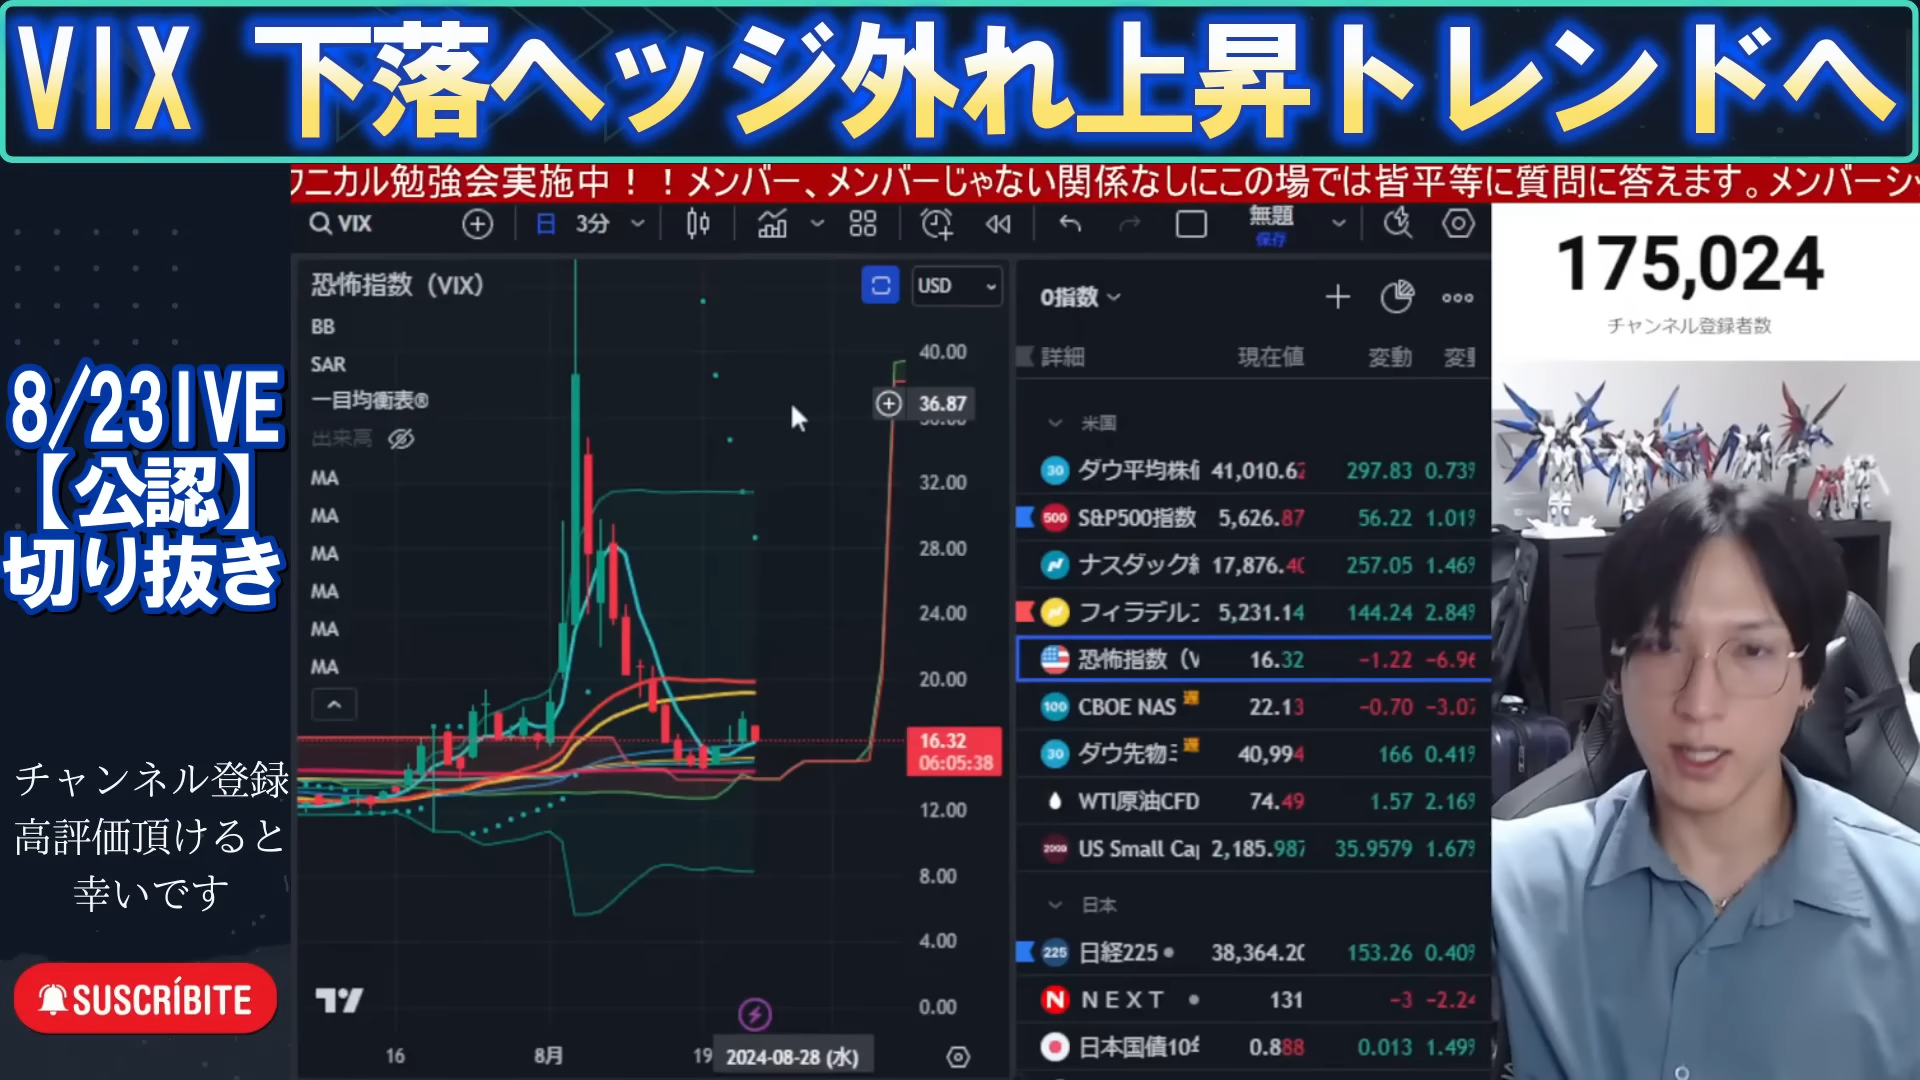 VIX 下落ヘッジ外れ上昇トレンドへ
ニカル勉強会実施中！！メンバー、メンバーじゃない関係なしにこの場では皆平等に質問に答えます。メンバーシ
8/23lIVE
【公認】
切り抜き
チャンネル登録
高評価頂けると
幸いです
SUSCRÍBITE
VIX
日
3分
無題
保存
恐怖指数（VIX）
USD
BB
SAR
一目均衡表®
出来高
MA
MA
MA
MA
MA
MA
40.00
36.87
32.00
28.00
24.00
20.00
16.32
06:05:38
12.00
8.00
4.00
0.00
16
8月
19
2024-08-28 (水)
0指数
詳細 現在値 変動
米国
30 ダウ平均株 41,010.62 297.83 0.73
500 S&P500指数 5,626.87 56.22 1.01
ナスダック 17,876.40 257.05 1.46
フィラデル 5,231.14 144.24 2.84
恐怖指数（V 16.32 -1.22 -6.96
100 CBOE NAS 22.13 -0.70 -3.07
30 ダウ先物 40,994 166 0.41
WTI原油CFD 74.49 1.57 2.16
2000 US Small Ca 2,185.987 35.9579 1.67
日本
225 日経225 38,364.20 153.26 0.40
N NEXT 131 -3 -2.24
日本国債10 0.888 0.013 1.49
175,024
チャンネル登録者数